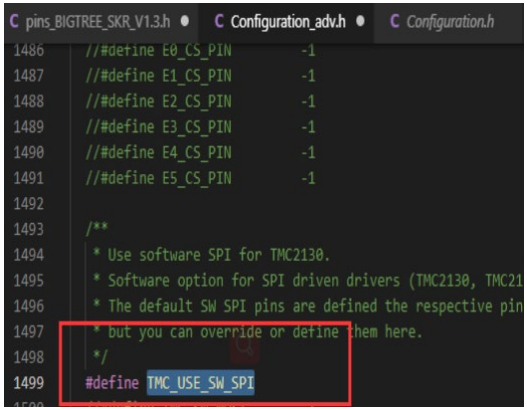 C pins_BIGTREE_SKR_V1.3.h ● C Configuration_adv.h ● C Configuration.h
1486 //#define E0_CS_PIN -1
1487 //#define E1_CS_PIN -1
1488 //#define E2_CS_PIN -1
1489 //#define E3_CS_PIN -1
1490 //#define E4_CS_PIN -1
1491 //#define E5_CS_PIN -1
1492
1493 /**
1494 * Use software SPI for TMC2130.
1495 * Software option for SPI driven drivers (TMC2130, TMC21
1496 * The default SW SPI pins are defined the respective pin
1497 * but you can override or define them here.
1498 */
1499 #define TMC_USE_SW_SPI